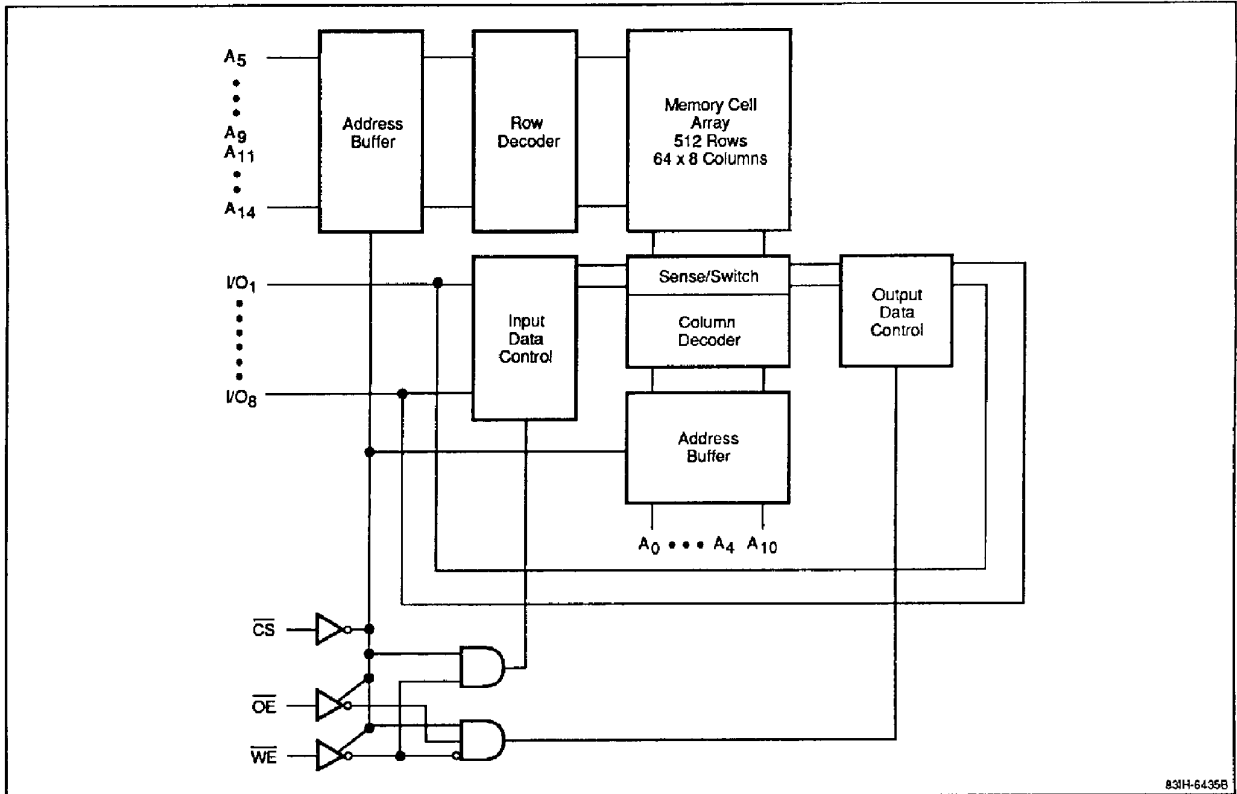 A5
A9
A11
A14
Address
Buffer
Row
Decoder
Memory Cell
Array
512 Rows
64 x 8 Columns
I/O1
I/O8
Input
Data
Control
Sense/Switch
Column
Decoder
Output
Data
Control
Address
Buffer
A0 • • • A4 A10
CS
OE
WE
83IH-6435B